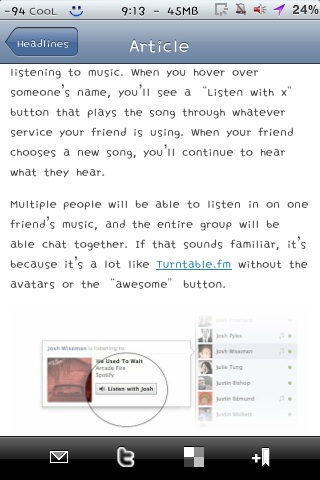 -94 CooL 9:13 - 45MB 24%
Headlines
Article
listening to music. When you hover over
someone's name, you'll see a "Listen with x"
button that plays the song through whatever
service your friend is using. When your friend
chooses a new song, you'll continue to hear
what they hear.
Multiple people will be able to listen in on one
friend's music, and the entire group will be
able chat together. If that sounds familiar, it's
because it's a lot like Turntable.fm without the
avatars or the "awesome" button.
Josh Wiseman is listening to:
We Used To Wait
Arcade Fire
Spotify
Listen with Josh
Josh Pyles
Josh Wiseman
Julie Tung
Justin Bishop
Justin Edmund